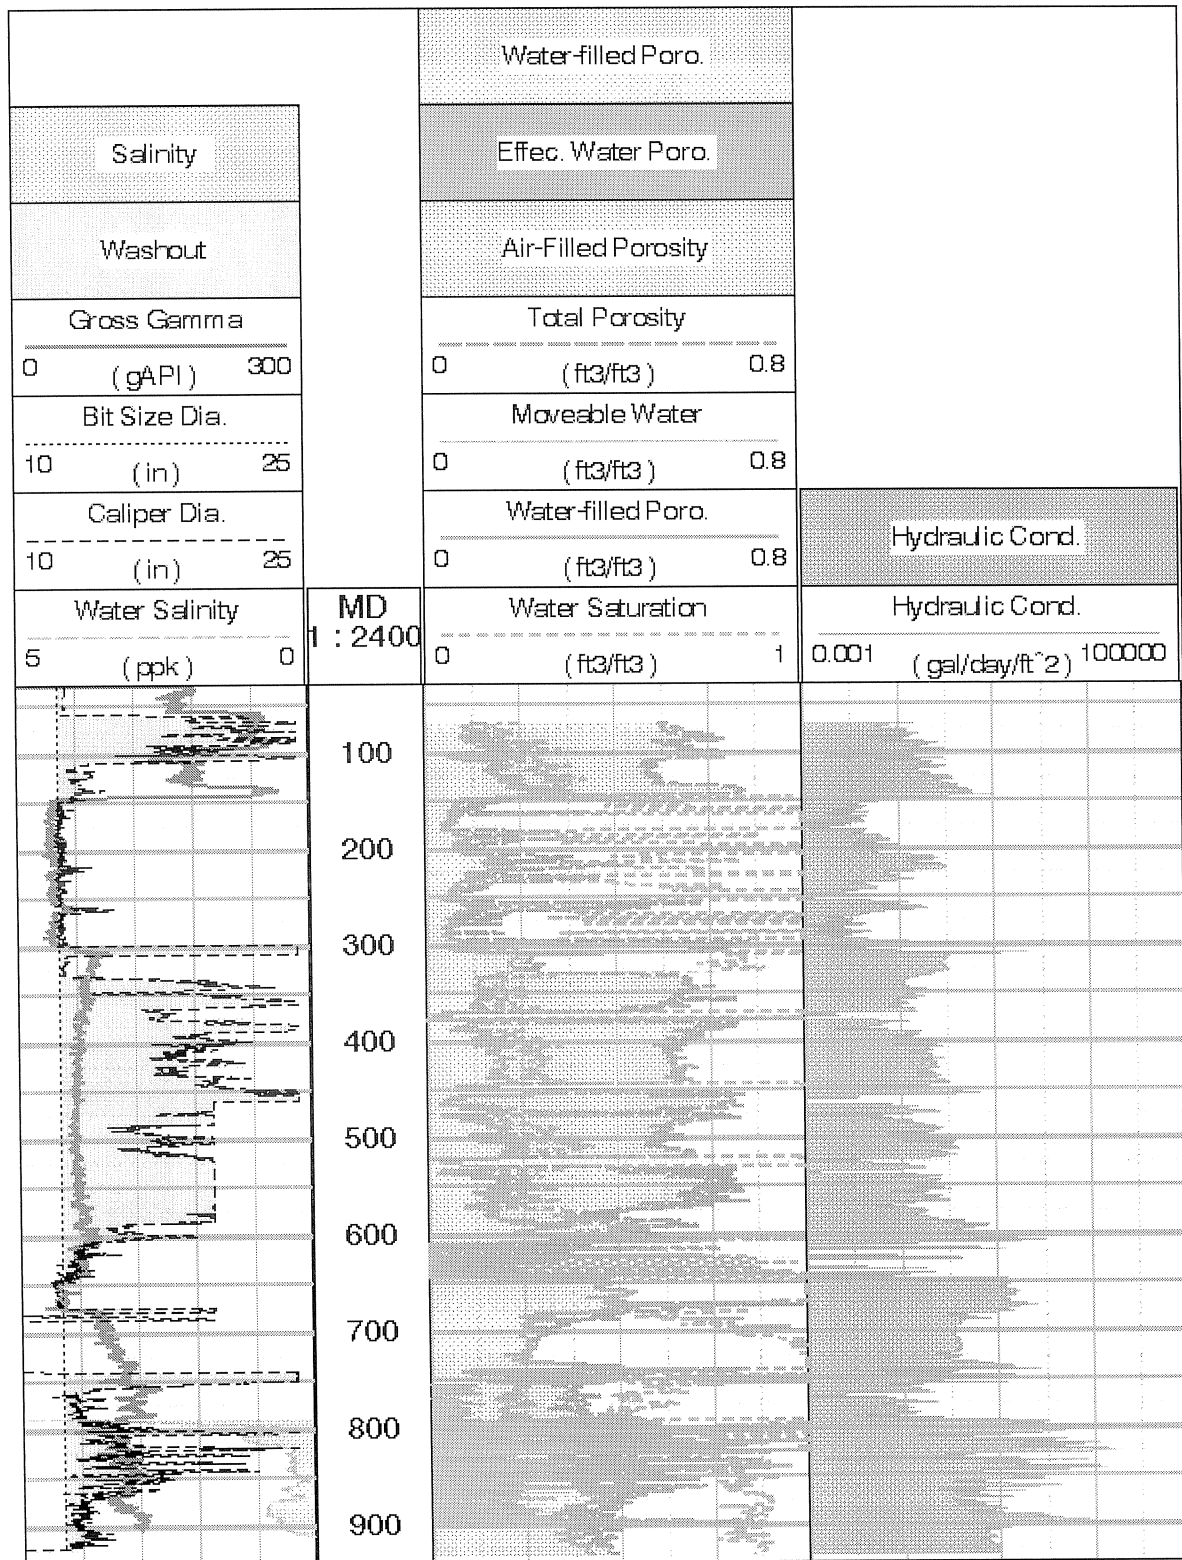 Water-filled Poro.
Salinity
Effec. Water Poro.
Washout
Air-Filled Porosity
Gross Gamma
0 (gAPI) 300
Total Porosity
0 (ft3/ft3) 0.8
Bit Size Dia.
10 (in) 25
Moveable Water
0 (ft3/ft3) 0.8
Caliper Dia.
10 (in) 25
Water-filled Poro.
0 (ft3/ft3) 0.8
Hydraulic Cond.
Water Salinity
5 (ppk) 0
MD
1 : 2400
Water Saturation
0 (ft3/ft3) 1
Hydraulic Cond.
0.001 (gal/day/ft^2) 100000
100
200
300
400
500
600
700
800
900